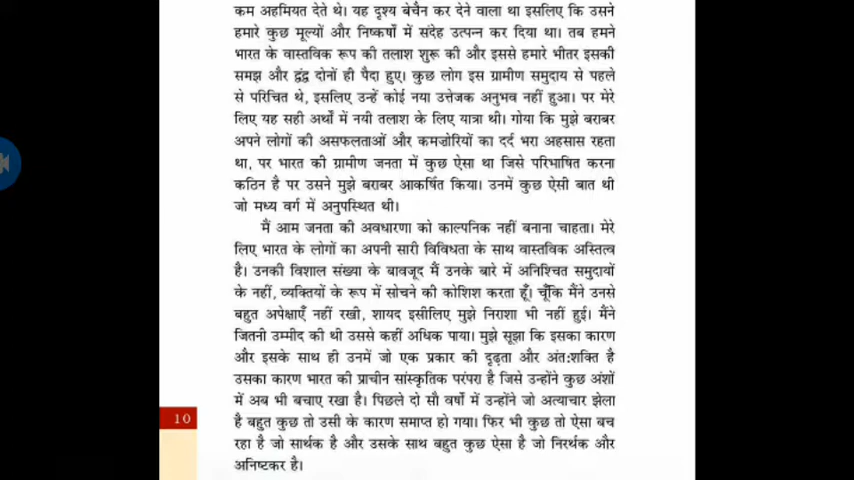 कम अहमियत देते थे। यह दृश्य बेचैन कर देने वाला था इसलिए कि उसने
हमारे कुछ मूल्यों और निष्कर्षों में संदेह उत्पन्न कर दिया था। तब हमने
भारत के वास्तविक रूप की तलाश शुरू की और इससे हमारे भीतर इसकी
समझ और द्वंद्व दोनों ही पैदा हुए। कुछ लोग इस ग्रामीण समुदाय से पहले
से परिचित थे, इसलिए उन्हें कोई नया उत्तेजक अनुभव नहीं हुआ। पर मेरे
लिए यह सही अर्थों में नयी तलाश के लिए यात्रा थी। गोया कि मुझे बराबर
अपने लोगों की असफलताओं और कमज़ोरियों का दर्द भरा अहसास रहता
था, पर भारत की ग्रामीण जनता में कुछ ऐसा था जिसे परिभाषित करना
कठिन है पर उसने मुझे बराबर आकर्षित किया। उनमें कुछ ऐसी बात थी
जो मध्य वर्ग में अनुपस्थित थी।
मैं आम जनता की अवधारणा को काल्पनिक नहीं बनाना चाहता। मेरे
लिए भारत के लोगों का अपनी सारी विविधता के साथ वास्तविक अस्तित्व
है। उनकी विशाल संख्या के बावजूद मैं उनके बारे में अनिश्चित समुदायों
के नहीं, व्यक्तियों के रूप में सोचने की कोशिश करता हूँ। चूँकि मैंने उनसे
बहुत अपेक्षाएँ नहीं रखी, शायद इसीलिए मुझे निराशा भी नहीं हुई। मैंने
जितनी उम्मीद की थी उससे कहीं अधिक पाया। मुझे सूझा कि इसका कारण
और इसके साथ ही उनमें जो एक प्रकार की दृढ़ता और अंत:शक्ति है
उसका कारण भारत की प्राचीन सांस्कृतिक परंपरा है जिसे उन्होंने कुछ अंशों
में अब भी बचाए रखा है। पिछले दो सौ वर्षों में उन्होंने जो अत्याचार झेला
है बहुत कुछ तो उसी के कारण समाप्त हो गया। फिर भी कुछ तो ऐसा बच
रहा है जो सार्थक है और उसके साथ बहुत कुछ ऐसा है जो निरर्थक और
अनिष्टकर है।
10